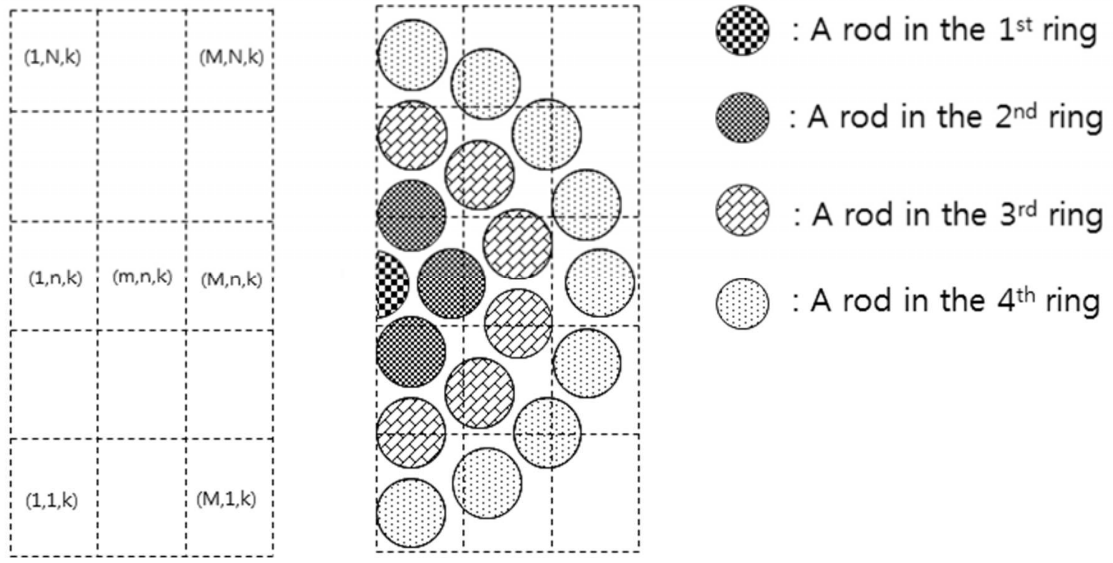 (1,N,k) (M,N,k)
(1,n,k) (m,n,k) (M,n,k)
(1,1,k) (M,1,k)
: A rod in the 1st ring
: A rod in the 2nd ring
: A rod in the 3rd ring
: A rod in the 4th ring